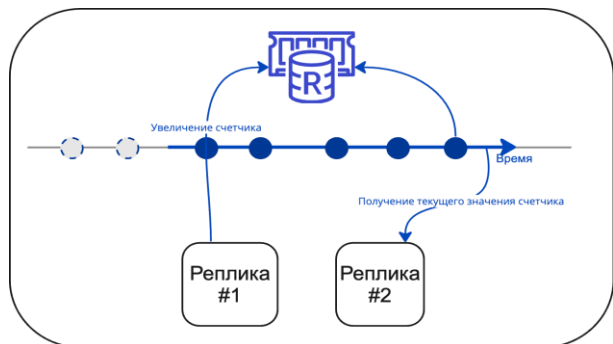 R
Увеличение счетчика
Время
Получение текущего значения счетчика
Реплика
#1
Реплика
#2